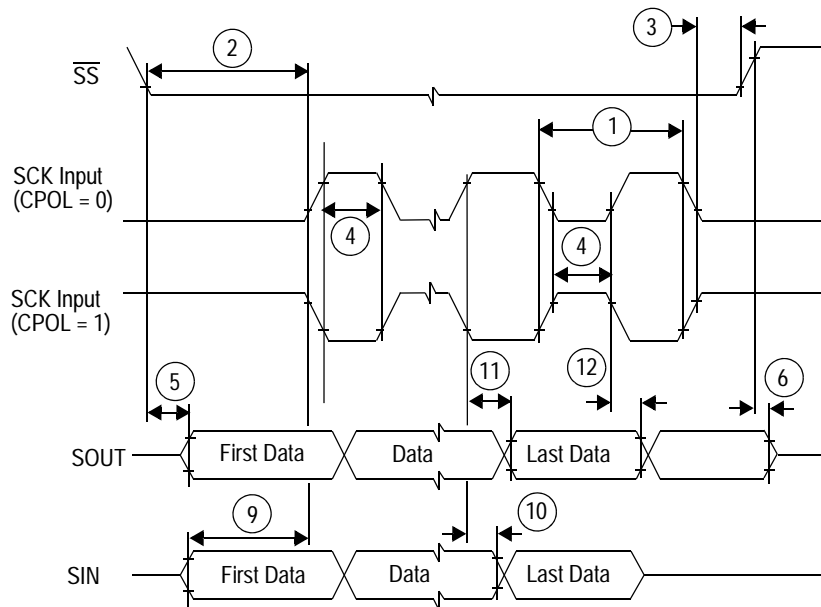 3
2
SS
1
SCK Input
(CPOL = 0)
4
4
SCK Input
(CPOL = 1)
5
11
12
6
SOUT
First Data
Data
Last Data
9
10
SIN
First Data
Data
Last Data